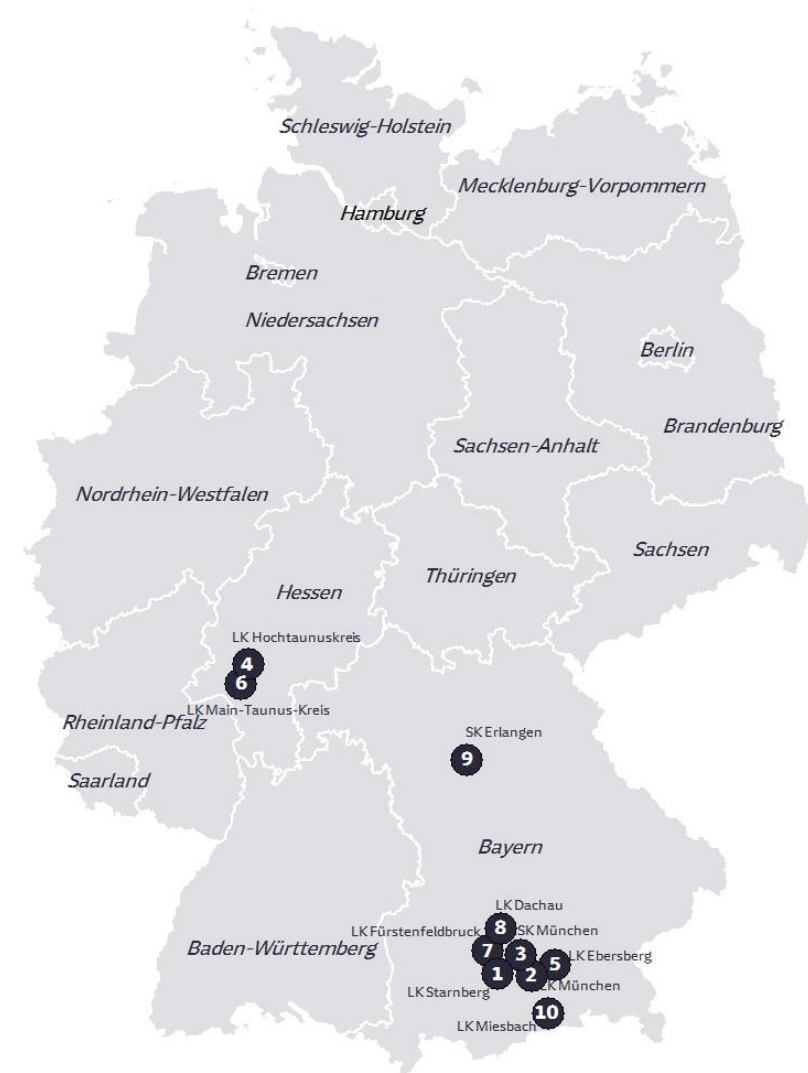 Schleswig-Holstein
Mecklenburg-Vorpommern
Hamburg
Bremen
Niedersachsen
Berlin
Brandenburg
Sachsen-Anhalt
Nordrhein-Westfalen
Sachsen
Thüringen
Hessen
LK Hochtaunuskreis
4
6
LK Main-Taunus-Kreis
Rheinland-Pfalz
SK Erlangen
9
Saarland
Bayern
LK Dachau
8
LK Fürstenfeldbruck
SK München
7
3
Baden-Württemberg
LK Ebersberg
5
1
2
LK München
LK Starnberg
10
LK Miesbach